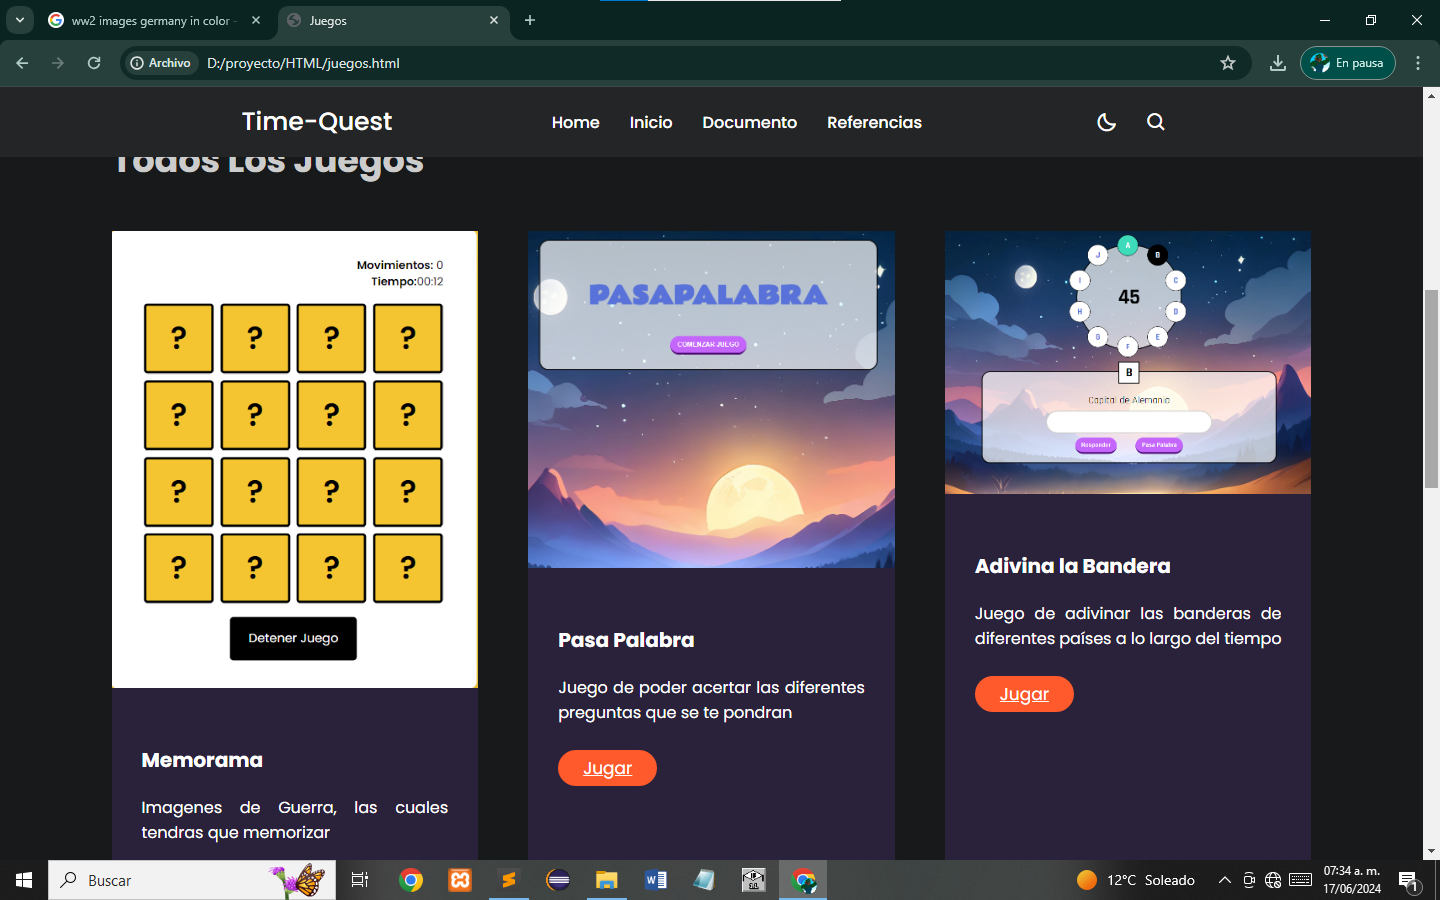 ww2 images germany in color -
Juegos
Archivo
D:/proyecto/HTML/juegos.html
En pausa
Time-Quest
Home
Inicio
Documento
Referencias
Todos Los Juegos
Movimientos: 0
Tiempo:00:12
? ? ? ?
? ? ? ?
? ? ? ?
? ? ? ?
Detener Juego
Memorama
Imagenes de Guerra, las cuales
tendras que memorizar
PASAPALABRA
COMENZAR JUEGO
Pasa Palabra
Juego de poder acertar las diferentes
preguntas que se te pondran
Jugar
A
B
C
D
E
F
G
H
I
J
45
B
Capital de Alemania
Responder
Pasa Palabra
Adivina la Bandera
Juego de adivinar las banderas de
diferentes países a lo largo del tiempo
Jugar
Buscar
12°C Soleado
07:34 a. m.
17/06/2024
1